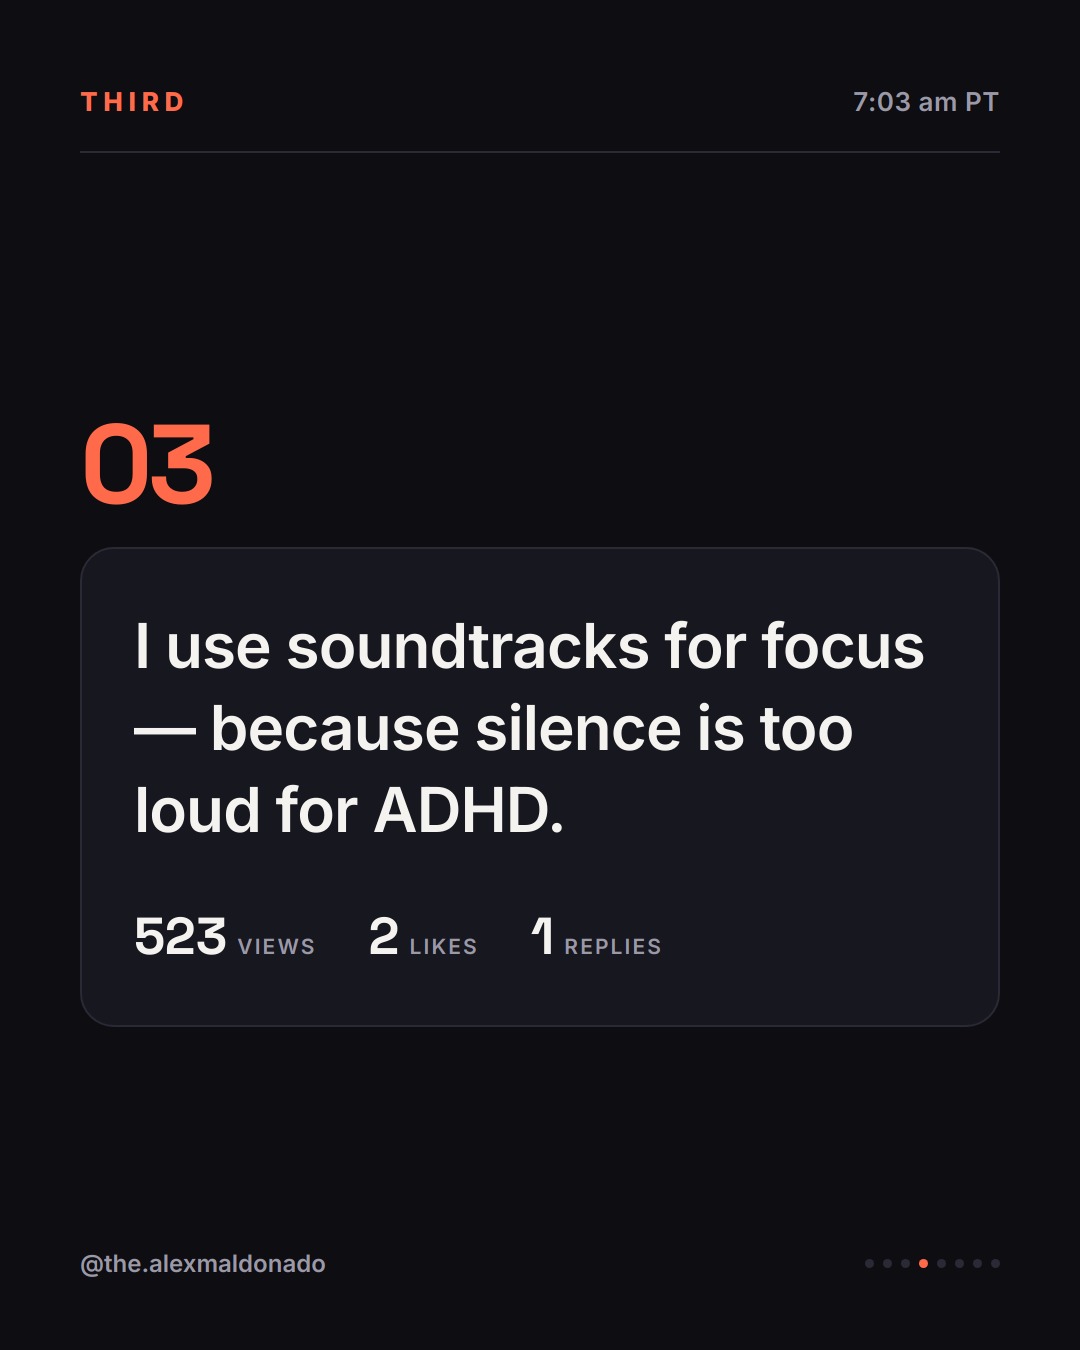 THIRD
7:03 am PT
03
I use soundtracks for focus
— because silence is too
loud for ADHD.
523 VIEWS 2 LIKES 1 REPLIES
@the.alexmaldonado